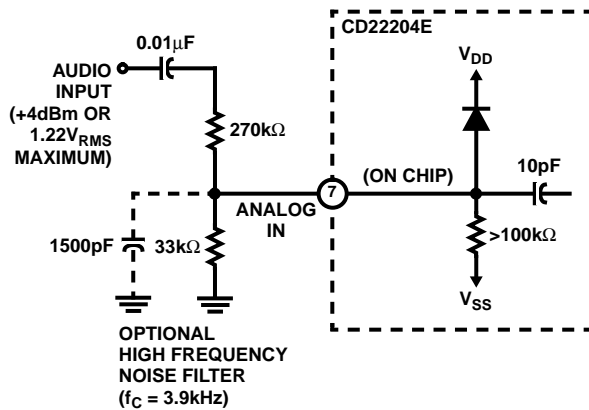 CD22204E
0.01μF
V_DD
AUDIO
INPUT
(+4dBm OR
1.22V_RMS
MAXIMUM)
270kΩ
10pF
7
(ON CHIP)
ANALOG
IN
1500pF
33kΩ
>100kΩ
V_SS
OPTIONAL
HIGH FREQUENCY
NOISE FILTER
(f_C = 3.9kHz)